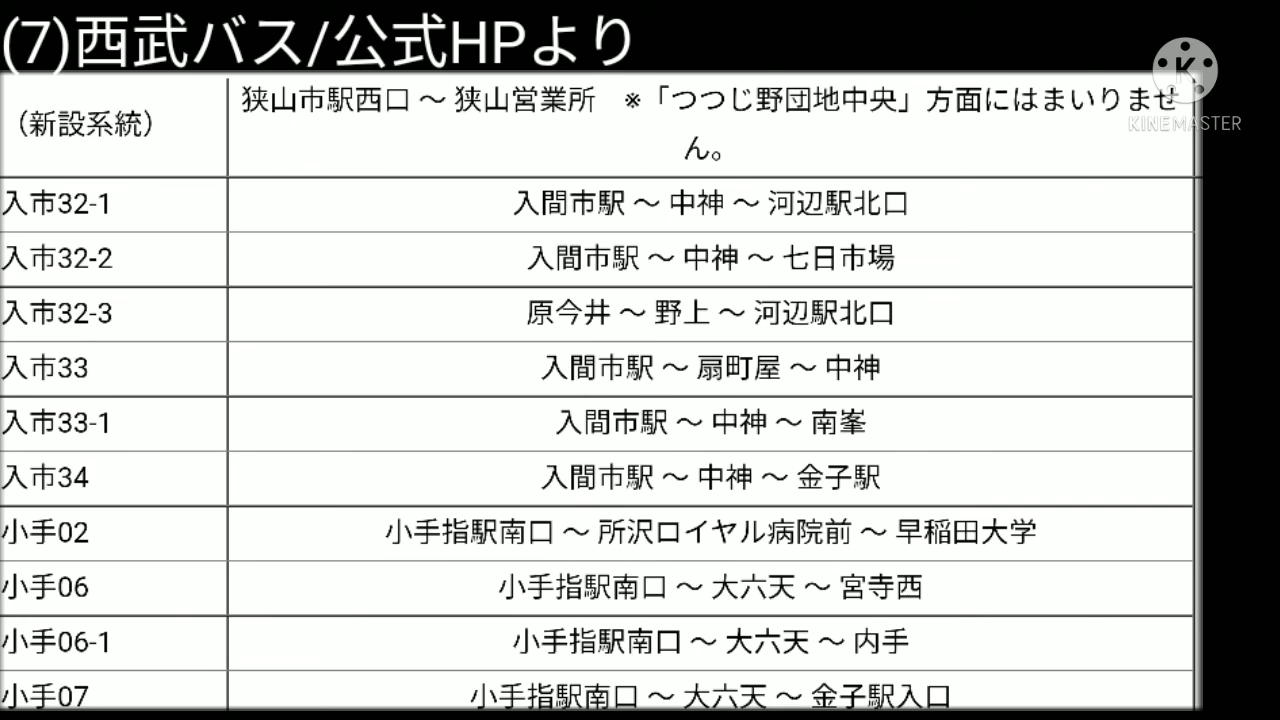 (7)西武バス/公式HPより
KINEMASTER
（新設系統）
狭山市駅西口 ～ 狭山営業所　※「つつじ野団地中央」方面にはまいりませ
ん。
入市32-1
入間市駅 ～ 中神 ～ 河辺駅北口
入市32-2
入間市駅 ～ 中神 ～ 七日市場
入市32-3
原今井 ～ 野上 ～ 河辺駅北口
入市33
入間市駅 ～ 扇町屋 ～ 中神
入市33-1
入間市駅 ～ 中神 ～ 南峯
入市34
入間市駅 ～ 中神 ～ 金子駅
小手02
小手指駅南口 ～ 所沢ロイヤル病院前 ～ 早稲田大学
小手06
小手指駅南口 ～ 大六天 ～ 宮寺西
小手06-1
小手指駅南口 ～ 大六天 ～ 内手
小手07
小手指駅南口 ～ 大六天 ～ 金子駅入口